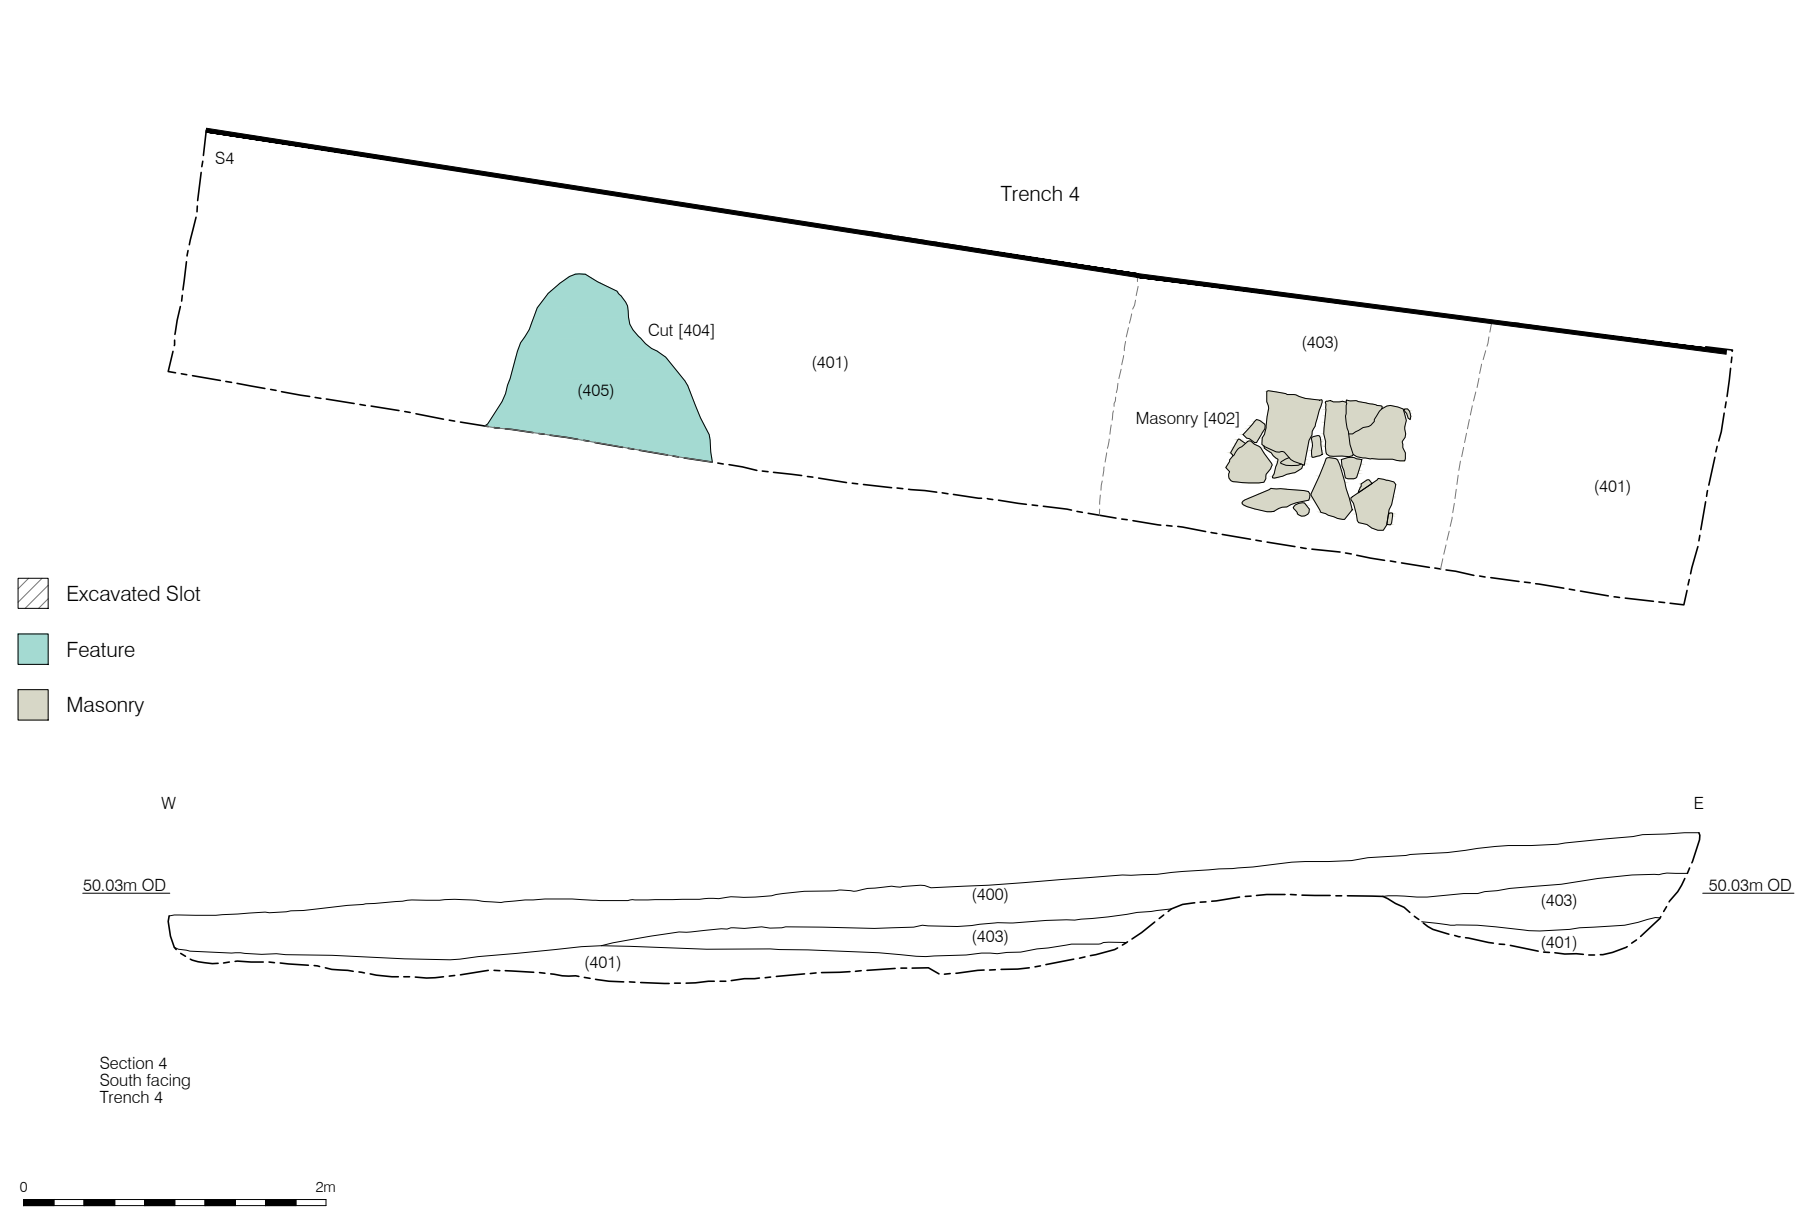 S4
Trench 4
Cut [404]
(403)
(401)
(405)
Masonry [402]
(401)
Excavated Slot
Feature
Masonry
W
E
50.03m OD
50.03m OD
(400)
(403)
(403)
(401)
(401)
Section 4
South facing
Trench 4
0
2m